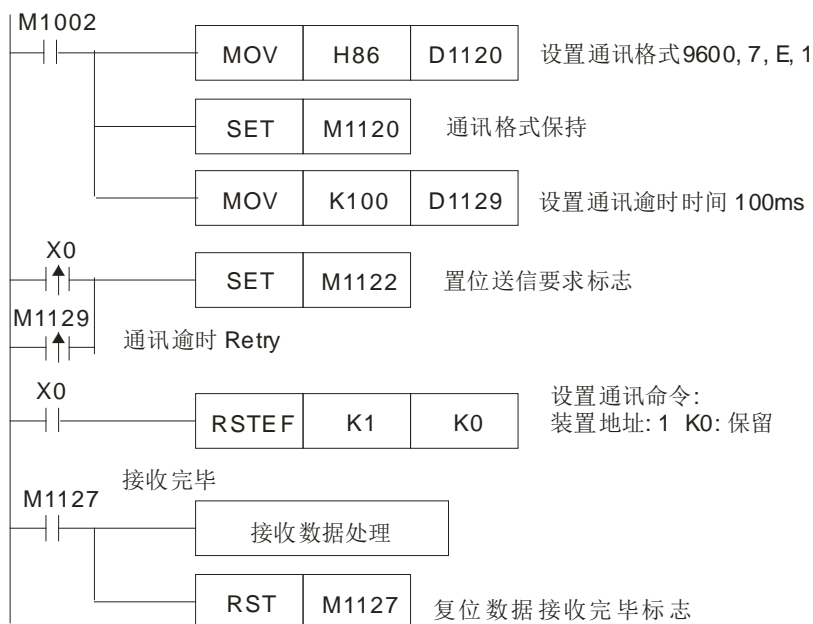 M1002
MOV H86 D1120 设置通讯格式9600, 7, E, 1
SET M1120 通讯格式保持
MOV K100 D1129 设置通讯逾时时间 100ms
X0
SET M1122 置位送信要求标志
M1129
通讯逾时 Retry
X0
RSTEF K1 K0
设置通讯命令:
装置地址: 1 K0: 保留
接收完毕
M1127
接收数据处理
RST M1127 复位数据接收完毕标志